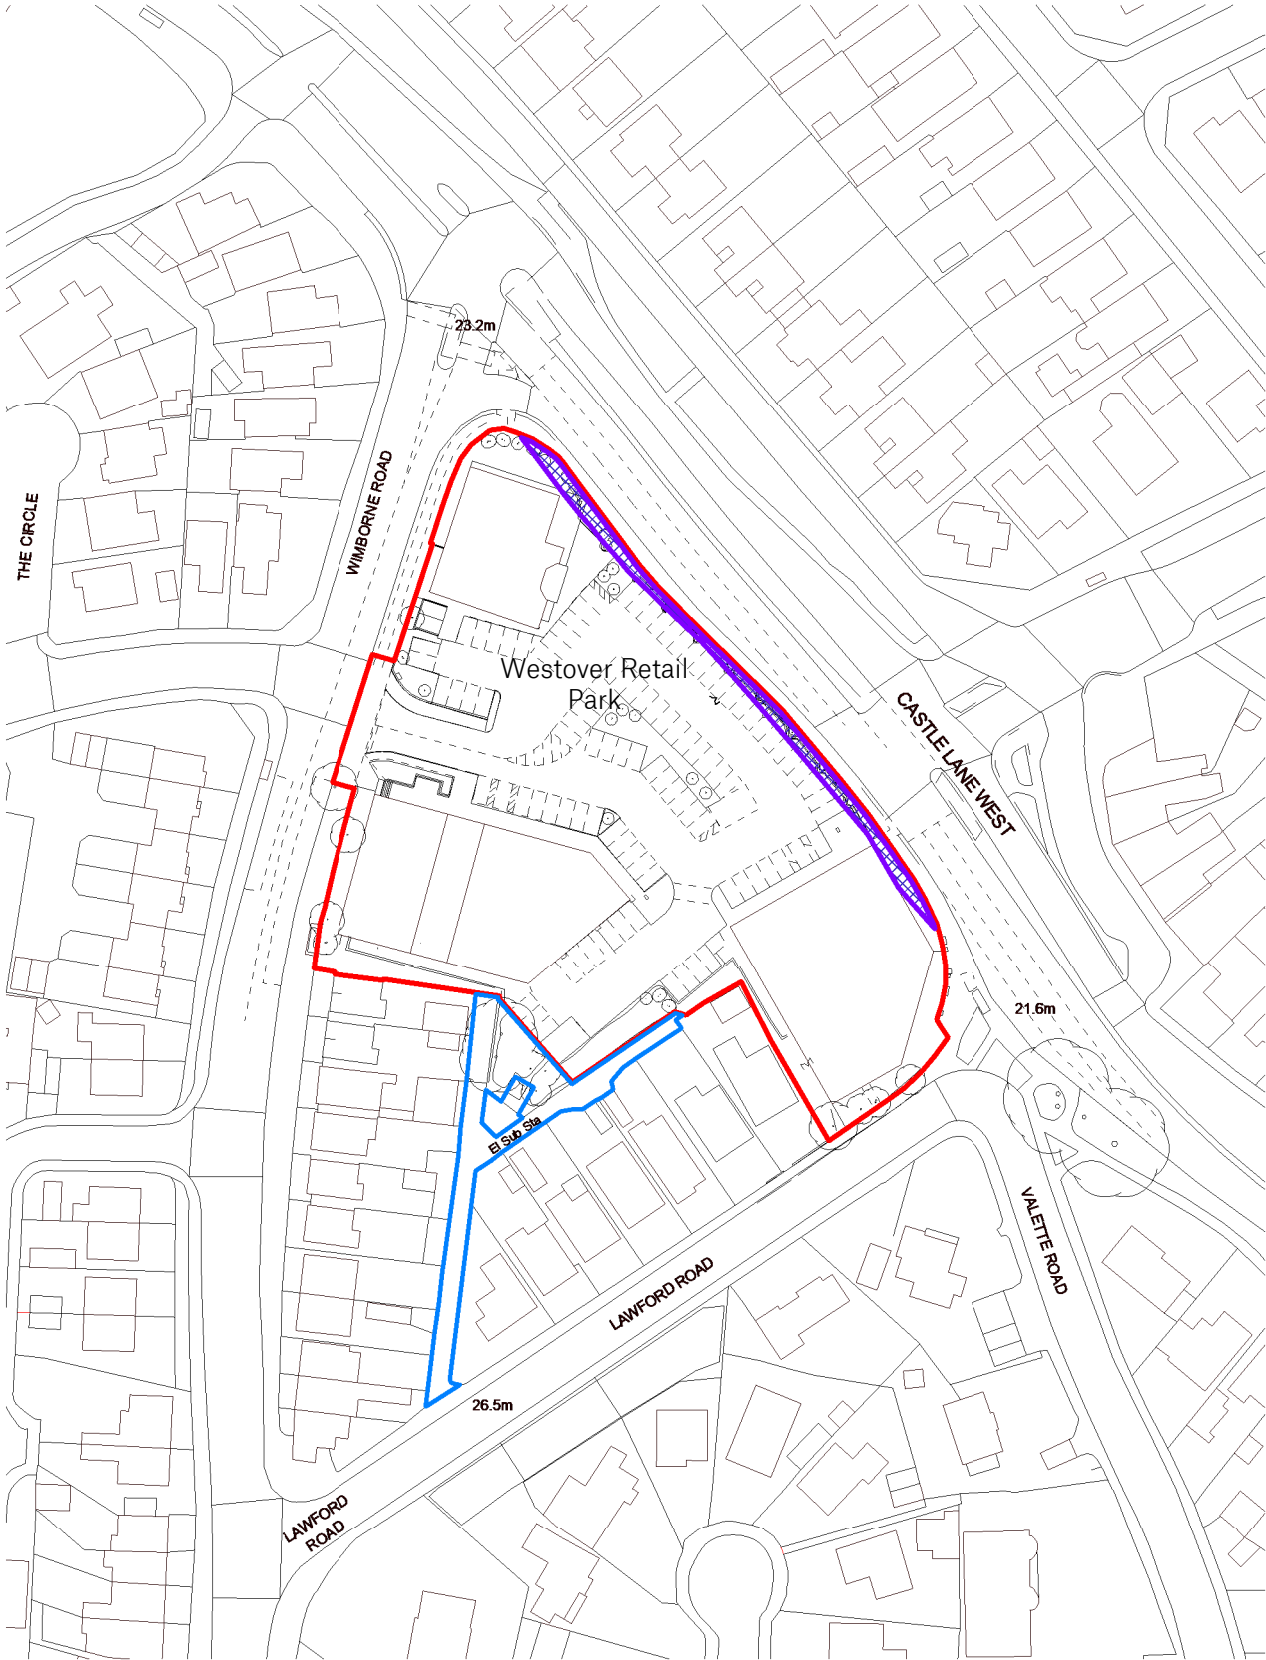 23.2m
WIMBORNE ROAD
THE CIRCLE
Westover Retail
Park
CASTLE LANE WEST
21.6m
El Sub Sta
VALETTE ROAD
LAWFORD ROAD
26.5m
LAWFORD
ROAD